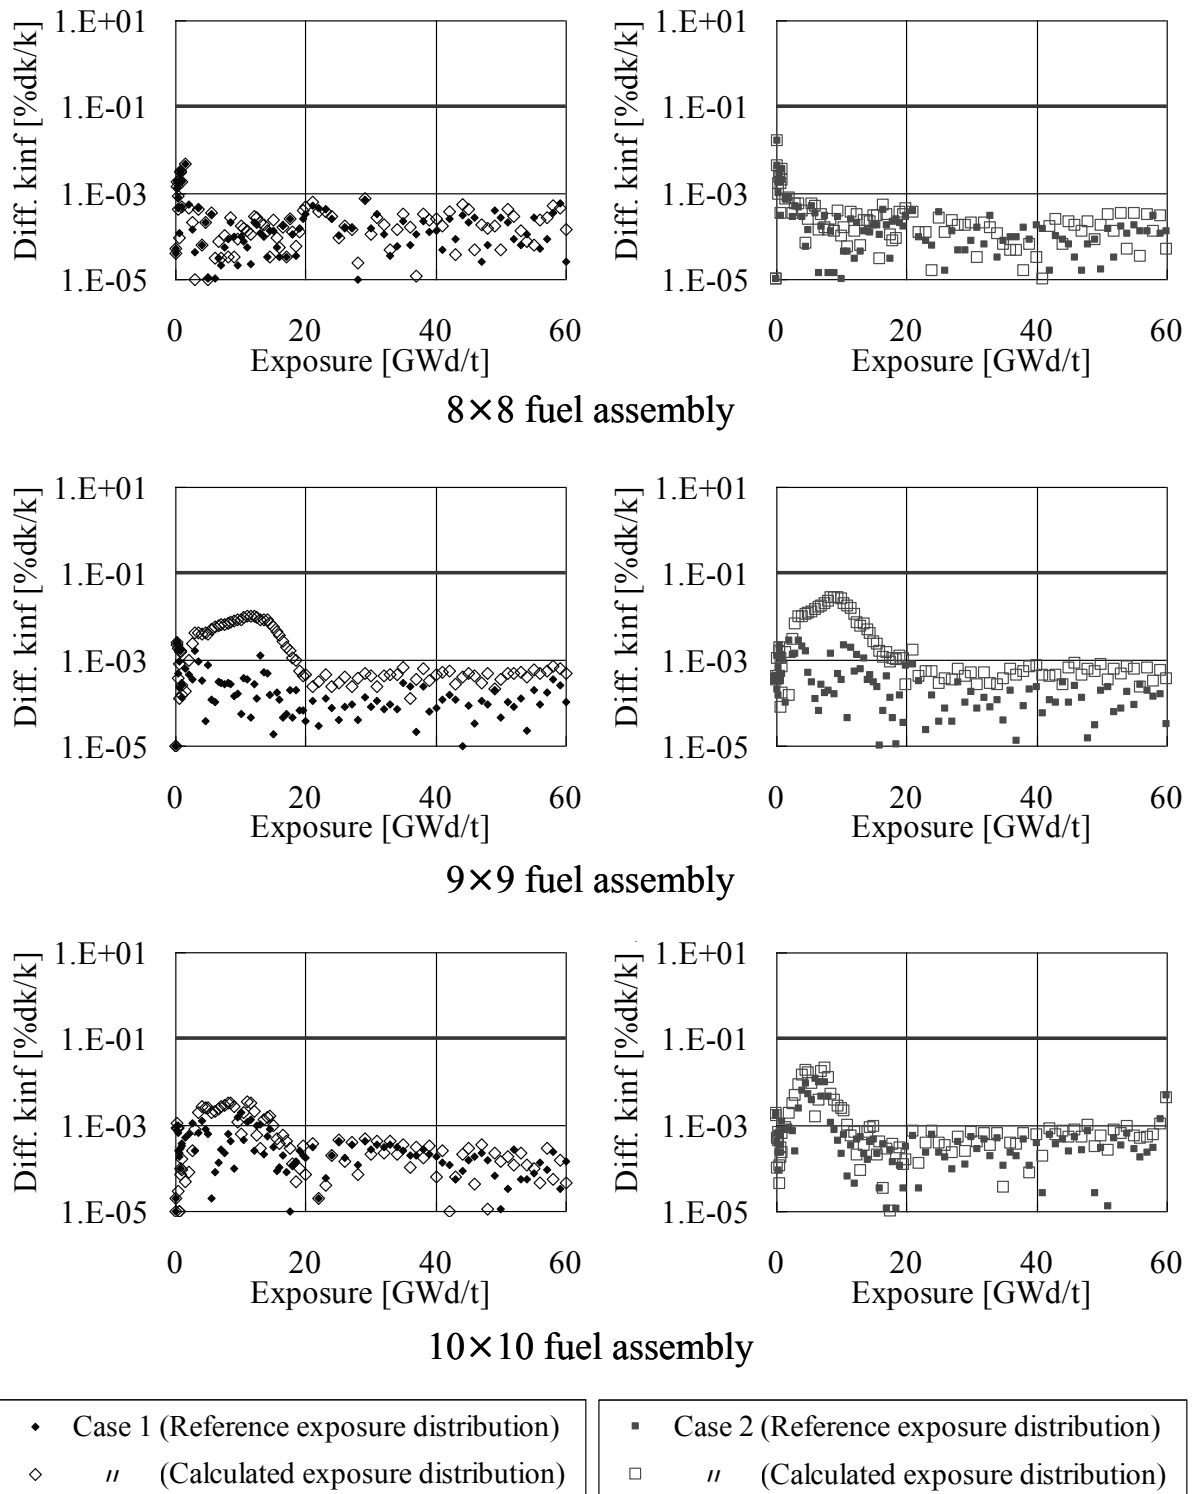 1.E+01 1.E+01
1.E-01 1.E-01
1.E-03 1.E-03
1.E-05 1.E-05
Diff. kinf [%dk/k] Diff. kinf [%dk/k]
0 20 40 60 0 20 40 60
Exposure [GWd/t] Exposure [GWd/t]
8×8 fuel assembly
1.E+01 1.E+01
1.E-01 1.E-01
1.E-03 1.E-03
1.E-05 1.E-05
Diff. kinf [%dk/k] Diff. kinf [%dk/k]
0 20 40 60 0 20 40 60
Exposure [GWd/t] Exposure [GWd/t]
9×9 fuel assembly
1.E+01 1.E+01
1.E-01 1.E-01
1.E-03 1.E-03
1.E-05 1.E-05
Diff. kinf [%dk/k] Diff. kinf [%dk/k]
0 20 40 60 0 20 40 60
Exposure [GWd/t] Exposure [GWd/t]
10×10 fuel assembly
Case 1 (Reference exposure distribution)
〃 (Calculated exposure distribution)
Case 2 (Reference exposure distribution)
〃 (Calculated exposure distribution)